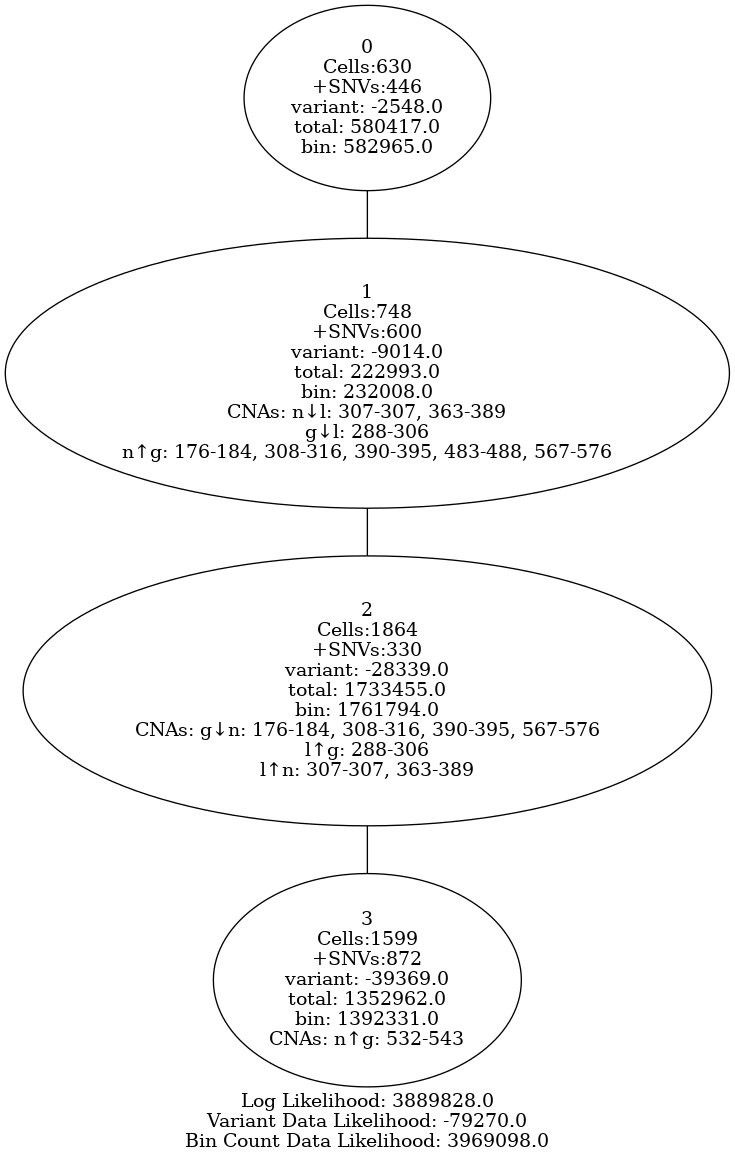 0
Cells:630
+SNVs:446
variant: -2548.0
total: 580417.0
bin: 582965.0
1
Cells:748
+SNVs:600
variant: -9014.0
total: 222993.0
bin: 232008.0
CNAs: n↓l: 307-307, 363-389
g↓l: 288-306
n↑g: 176-184, 308-316, 390-395, 483-488, 567-576
2
Cells:1864
+SNVs:330
variant: -28339.0
total: 1733455.0
bin: 1761794.0
CNAs: g↓n: 176-184, 308-316, 390-395, 567-576
l↑g: 288-306
l↑n: 307-307, 363-389
3
Cells:1599
+SNVs:872
variant: -39369.0
total: 1352962.0
bin: 1392331.0
CNAs: n↑g: 532-543
Log Likelihood: 3889828.0
Variant Data Likelihood: -79270.0
Bin Count Data Likelihood: 3969098.0